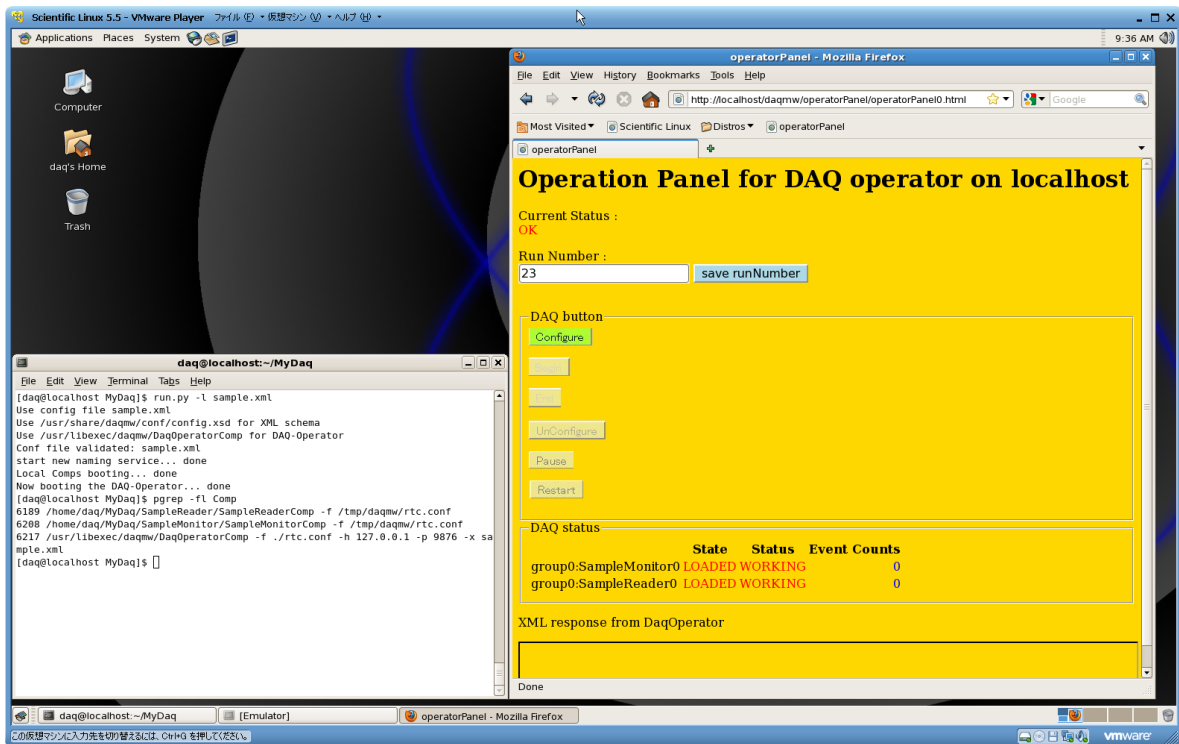 Scientific Linux 5.5 - VMware Player ファイル (F) ▾ 仮想マシン (V) ▾ ヘルプ (H) ▾
Applications Places System
9:36 AM
Computer
daq's Home
Trash
operatorPanel - Mozilla Firefox
File Edit View History Bookmarks Tools Help
http://localhost/daqmw/operatorPanel/operatorPanel0.html
Google
Most Visited Scientific Linux Distros operatorPanel
operatorPanel
Operation Panel for DAQ operator on localhost
Current Status :
OK
Run Number :
23 save runNumber
DAQ button
Configure
Begin
End
UnConfigure
Pause
Restart
DAQ status
State Status Event Counts
group0:SampleMonitor0 LOADED WORKING 0
group0:SampleReader0 LOADED WORKING 0
XML response from DaqOperator
Done
daq@localhost:~/MyDaq
File Edit View Terminal Tabs Help
[daq@localhost MyDaq]$ run.py -l sample.xml
Use config file sample.xml
Use /usr/share/daqmw/conf/config.xsd for XML schema
Use /usr/libexec/daqmw/DaqOperatorComp for DAQ-Operator
Conf file validated: sample.xml
start new naming service... done
Local Comps booting... done
Now booting the DAQ-Operator... done
[daq@localhost MyDaq]$ pgrep -fl Comp
6189 /home/daq/MyDaq/SampleReader/SampleReaderComp -f /tmp/daqmw/rtc.conf
6208 /home/daq/MyDaq/SampleMonitor/SampleMonitorComp -f /tmp/daqmw/rtc.conf
6217 /usr/libexec/daqmw/DaqOperatorComp -f ./rtc.conf -h 127.0.0.1 -p 9876 -x sa
mple.xml
[daq@localhost MyDaq]$
daq@localhost:~/MyDaq [Emulator] operatorPanel - Mozilla Firefox
この仮想マシンに入力先を切り替えるには、Ctrl+G を押してください。
vmware